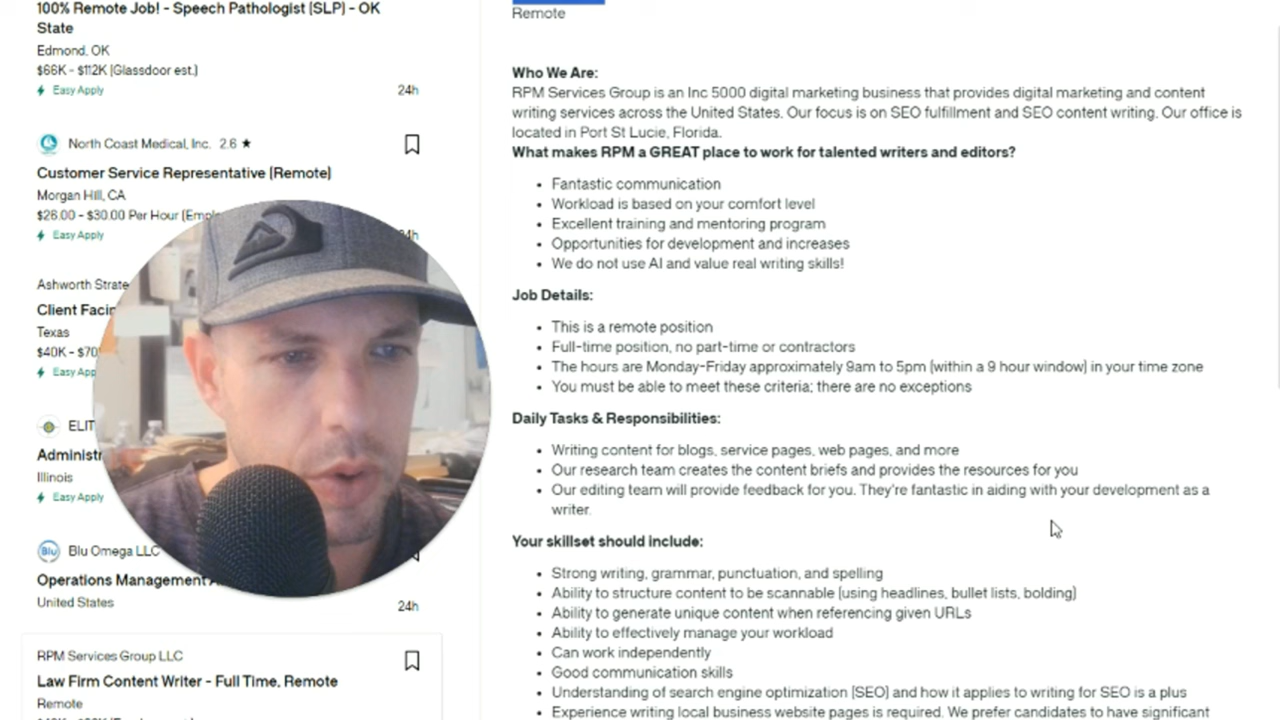 100% Remote Job! - Speech Pathologist (SLP) - OK
State
Edmond, OK
$66K - $112K (Glassdoor est.)
Easy Apply
24h
North Coast Medical, Inc. 2.6 ★
Customer Service Representative (Remote)
Morgan Hill, CA
$26.00 - $30.00 Per Hour
Easy Apply
Ashworth
Client
Texas
$40K -
Easy
Illinois
Easy Apply
Blu
Blu Omega LLC
Operations Management
United States
24h
RPM Services Group LLC
Law Firm Content Writer - Full Time, Remote
Remote
Remote
Who We Are:
RPM Services Group is an Inc 5000 digital marketing business that provides digital marketing and content
writing services across the United States. Our focus is on SEO fulfillment and SEO content writing. Our office is
located in Port St Lucie, Florida.
What makes RPM a GREAT place to work for talented writers and editors?
• Fantastic communication
• Workload is based on your comfort level
• Excellent training and mentoring program
• Opportunities for development and increases
• We do not use AI and value real writing skills!
Job Details:
• This is a remote position
• Full-time position, no part-time or contractors
• The hours are Monday-Friday approximately 9am to 5pm (within a 9 hour window) in your time zone
• You must be able to meet these criteria; there are no exceptions
Daily Tasks & Responsibilities:
• Writing content for blogs, service pages, web pages, and more
• Our research team creates the content briefs and provides the resources for you
• Our editing team will provide feedback for you. They're fantastic in aiding with your development as a
writer.
Your skillset should include:
• Strong writing, grammar, punctuation, and spelling
• Ability to structure content to be scannable (using headlines, bullet lists, bolding)
• Ability to generate unique content when referencing given URLs
• Ability to effectively manage your workload
• Can work independently
• Good communication skills
• Understanding of search engine optimization (SEO) and how it applies to writing for SEO is a plus
• Experience writing local business website pages is required. We prefer candidates to have significant